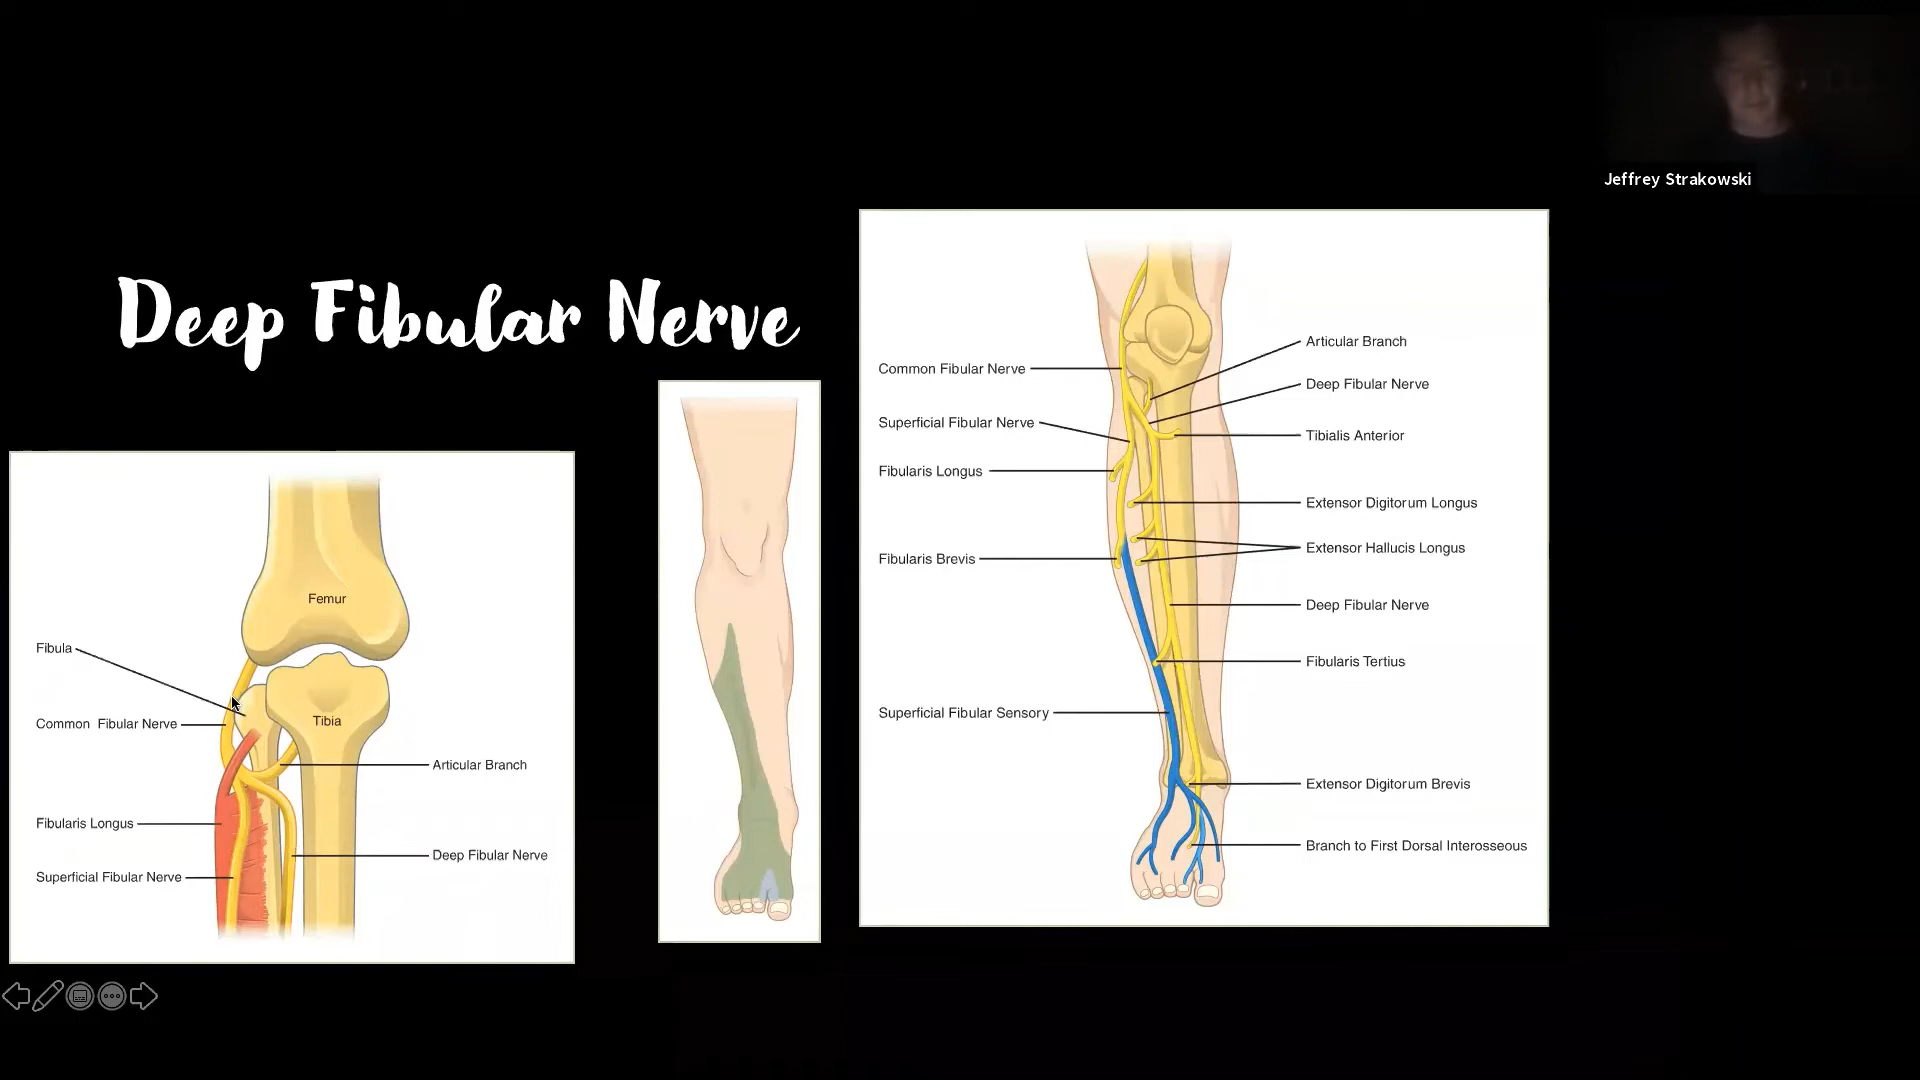 Jeffrey Strakowski
Deep Fibular Nerve
Femur
Fibula
Tibia
Common Fibular Nerve
Articular Branch
Fibularis Longus
Deep Fibular Nerve
Superficial Fibular Nerve
Articular Branch
Common Fibular Nerve
Deep Fibular Nerve
Superficial Fibular Nerve
Tibialis Anterior
Fibularis Longus
Extensor Digitorum Longus
Extensor Hallucis Longus
Fibularis Brevis
Deep Fibular Nerve
Fibularis Tertius
Superficial Fibular Sensory
Extensor Digitorum Brevis
Branch to First Dorsal Interosseous